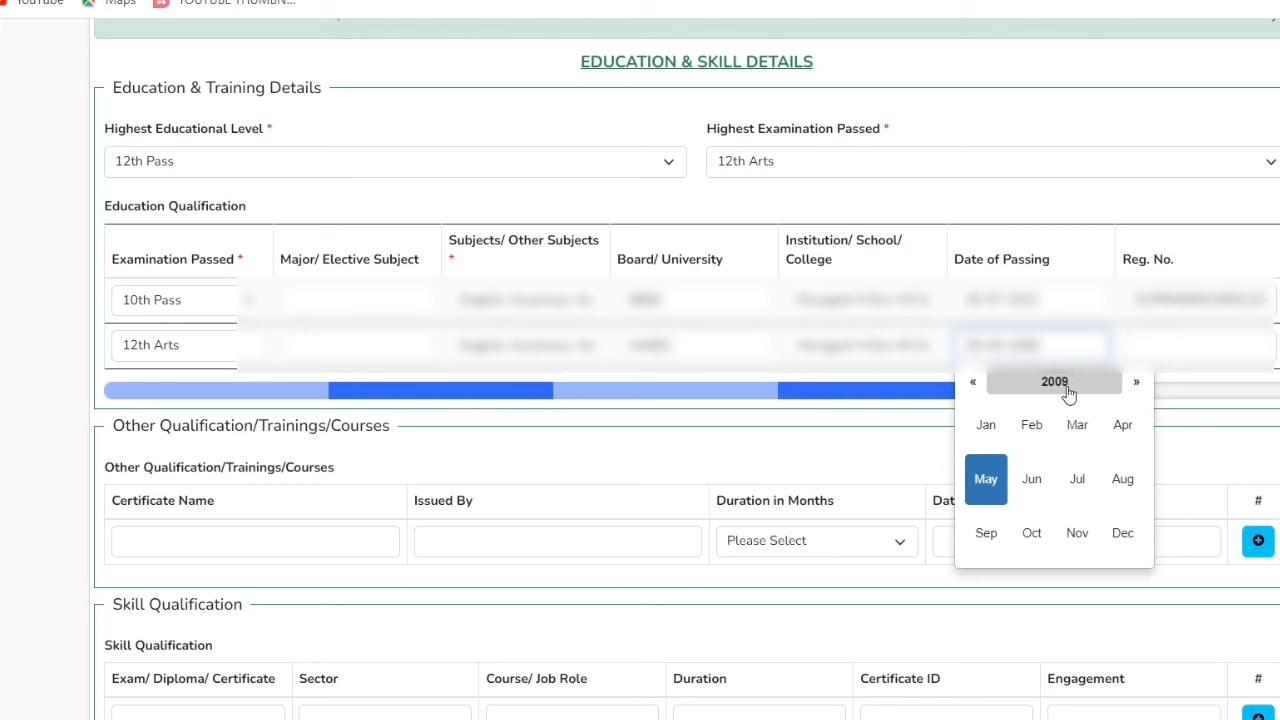 YouTube Maps YOUTUBE THUMBN...
EDUCATION & SKILL DETAILS
Education & Training Details
Highest Educational Level * Highest Examination Passed *
12th Pass 12th Arts
Education Qualification
Examination Passed * Major/ Elective Subject Subjects/ Other Subjects * Board/ University Institution/ School/ College Date of Passing Reg. No.
10th Pass
12th Arts
« 2009 »
Jan Feb Mar Apr
May Jun Jul Aug
Sep Oct Nov Dec
Other Qualification/Trainings/Courses
Other Qualification/Trainings/Courses
Certificate Name Issued By Duration in Months Dat #
Please Select
Skill Qualification
Skill Qualification
Exam/ Diploma/ Certificate Sector Course/ Job Role Duration Certificate ID Engagement #